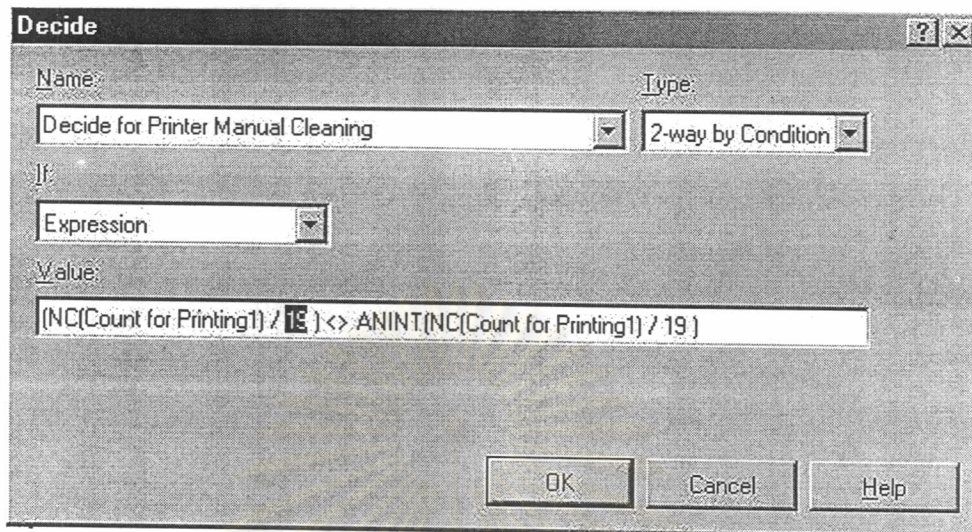 Decide
Name: Type:
Decide for Printer Manual Cleaning 2-way by Condition
If:
Expression
Value:
(NC(Count for Printing1) / 19 ) <> ANINT(NC(Count for Printing1) / 19 )
OK Cancel Help